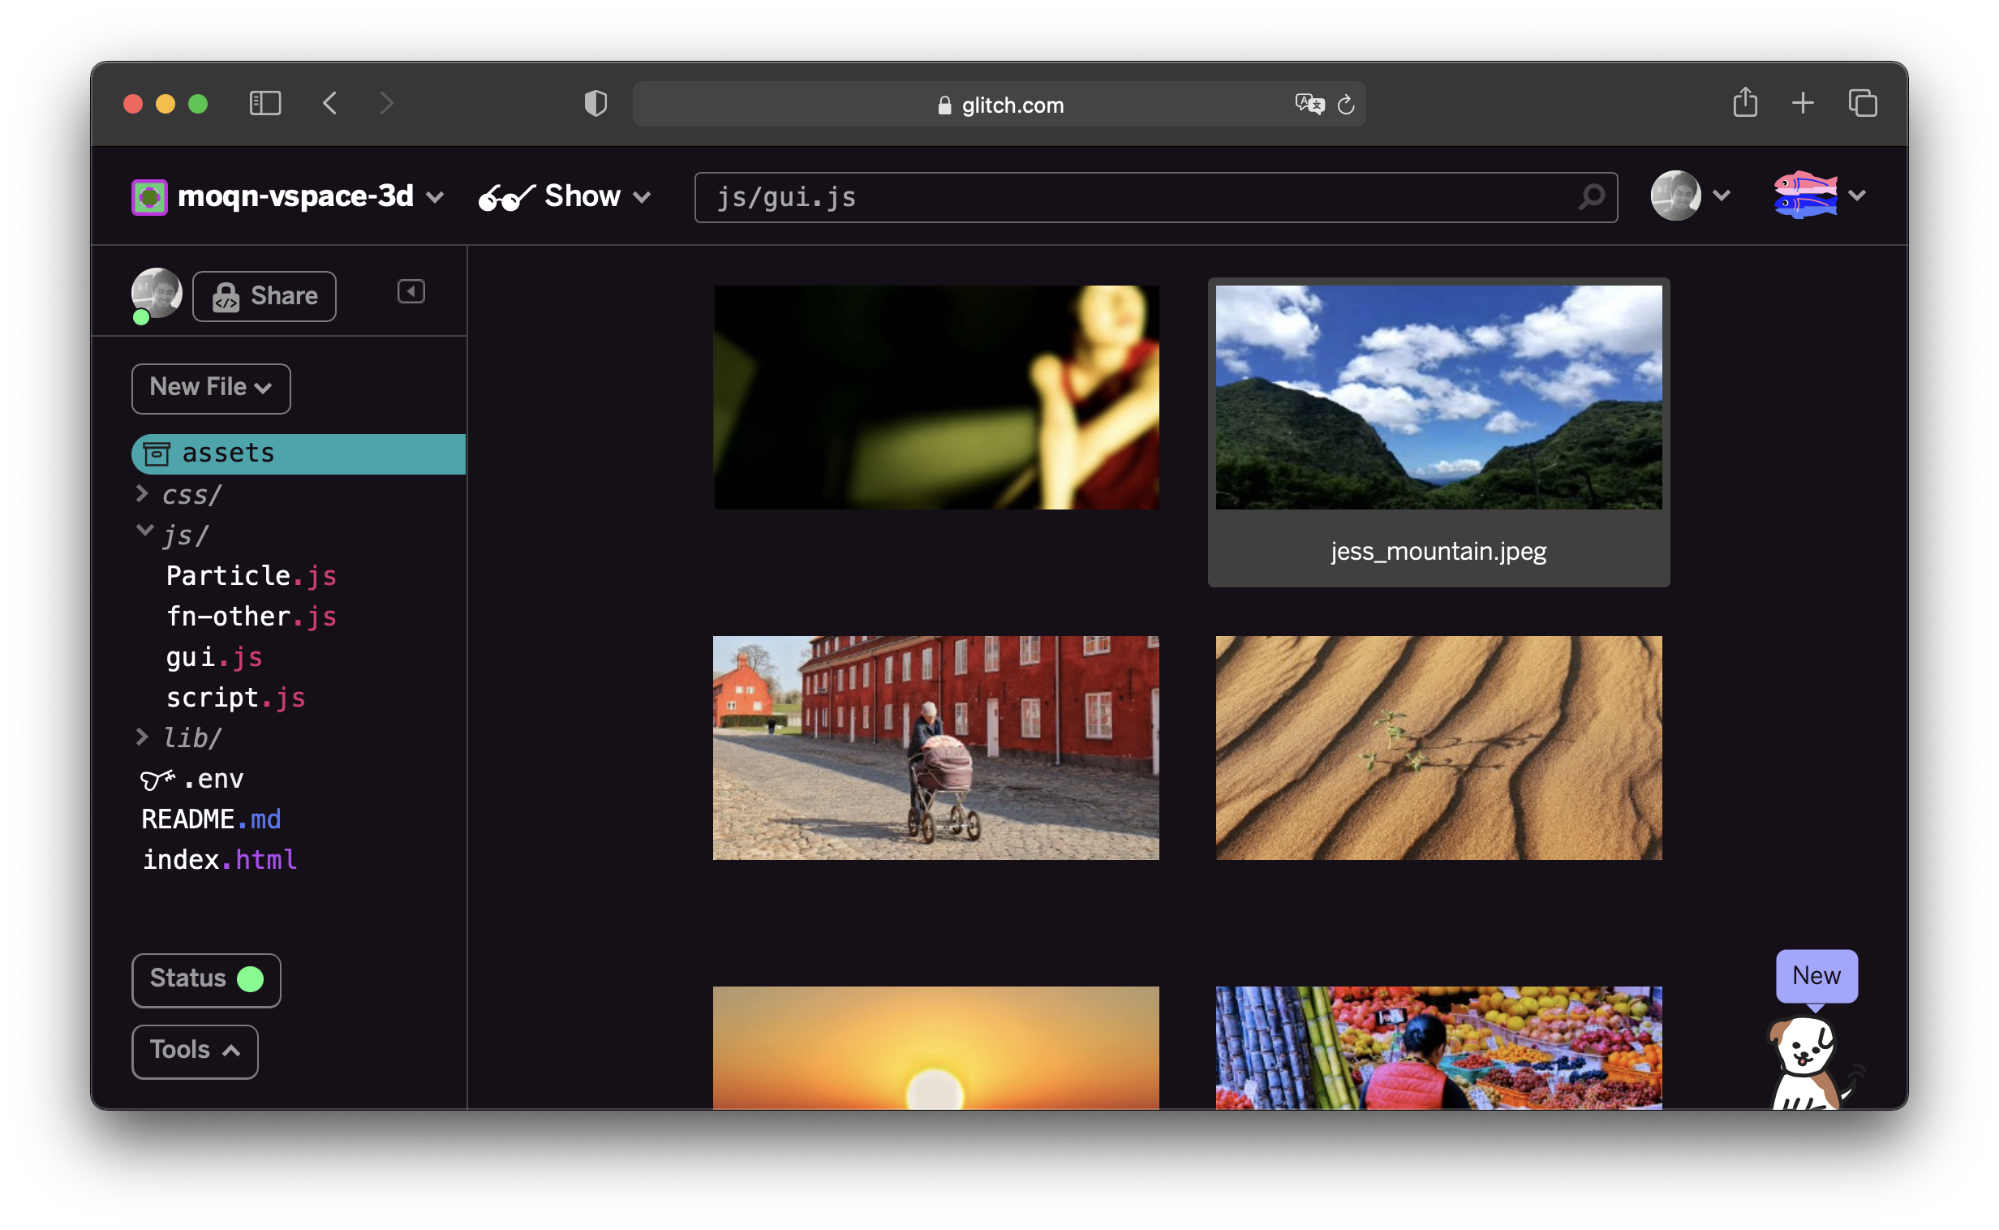 glitch.com
moqn-vspace-3d
Show
js/gui.js
Share
New File
assets
css/
js/
Particle.js
fn-other.js
gui.js
script.js
lib/
.env
README.md
index.html
Status
Tools
jess_mountain.jpeg
New